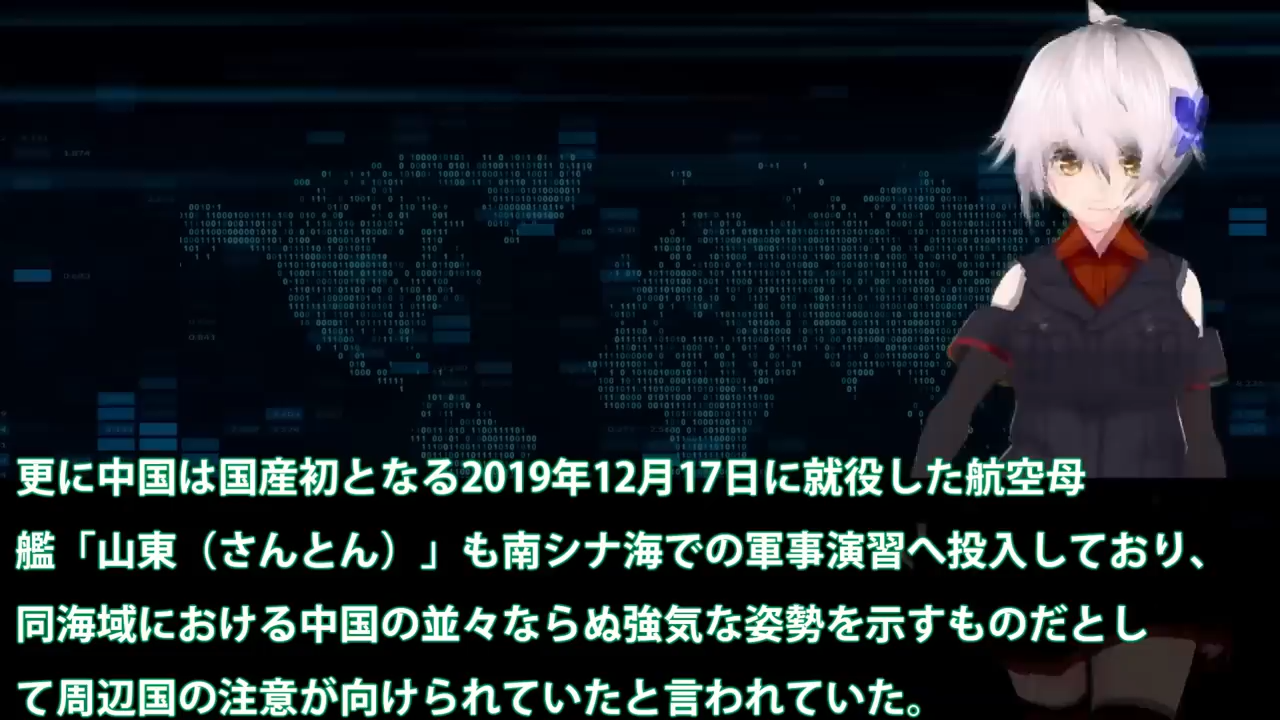 更に中国は国産初となる2019年12月17日に就役した航空母
艦「山東（さんとん）」も南シナ海での軍事演習へ投入しており、
同海域における中国の並々ならぬ強気な姿勢を示すものだとし
て周辺国の注意が向けられていたと言われていた。